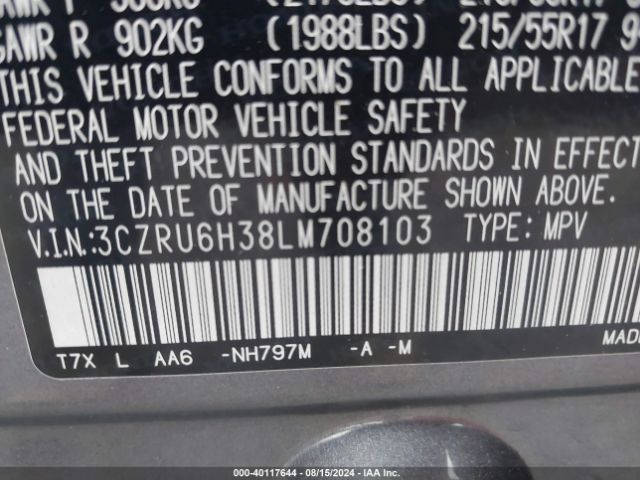 GAWR R 902KG (1988LBS) 215/55R17
THIS VEHICLE CONFORMS TO ALL APPLICABLE
FEDERAL MOTOR VEHICLE SAFETY
AND THEFT PREVENTION STANDARDS IN EFFECT
ON THE DATE OF MANUFACTURE SHOWN ABOVE.
V.I.N:3CZRU6H38LM708103 TYPE: MPV
T7X L AA6 -NH797M -A -M MADE
000-40117644 - 08/15/2024 - IAA Inc.